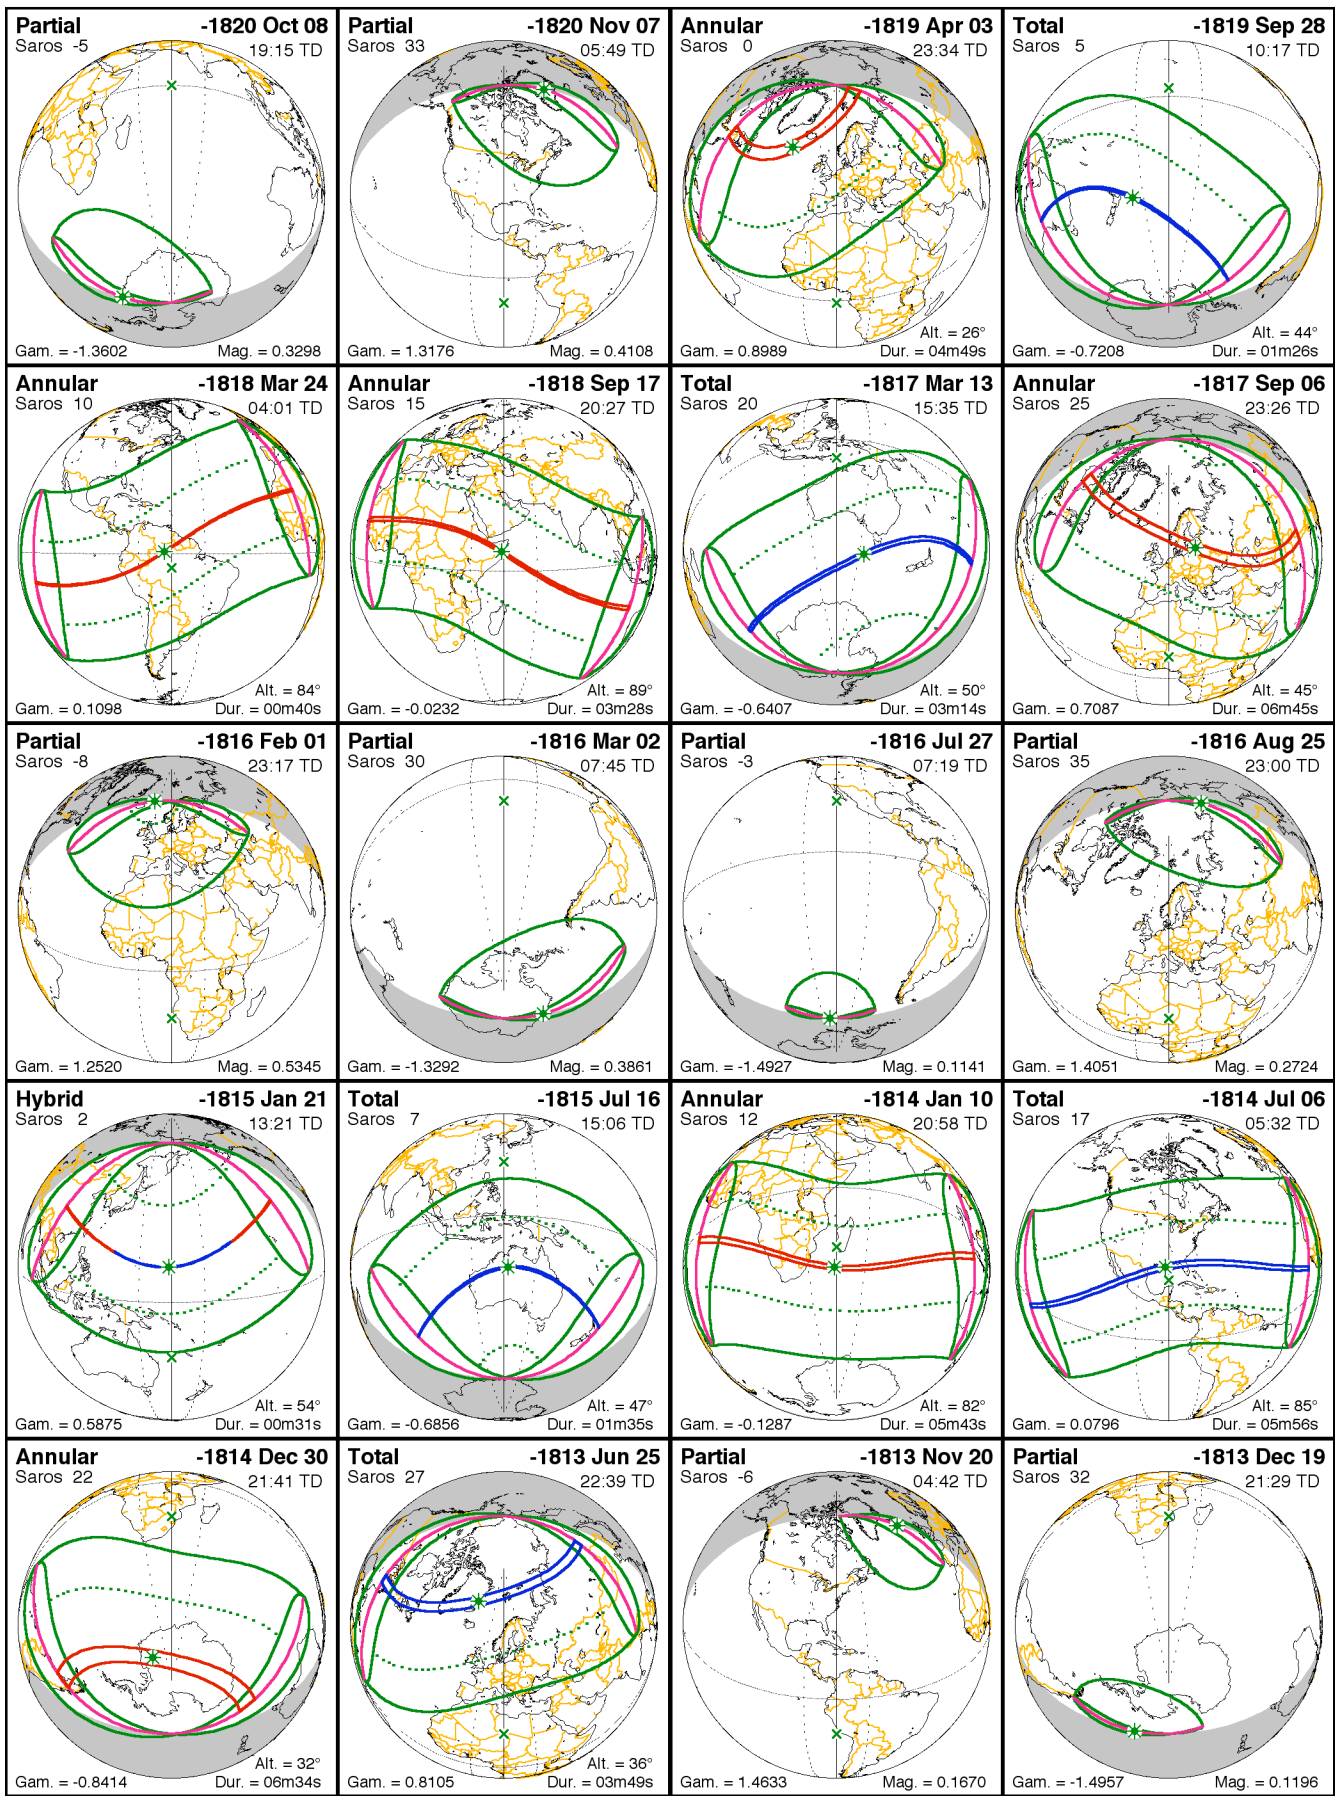 Partial -1820 Oct 08
Saros -5 19:15 TD
Gam. = -1.3602 Mag. = 0.3298
Partial -1820 Nov 07
Saros 33 05:49 TD
Gam. = 1.3176 Mag. = 0.4108
Annular -1819 Apr 03
Saros 0 23:34 TD
Alt. = 26°
Gam. = 0.8989 Dur. = 04m49s
Total -1819 Sep 28
Saros 5 10:17 TD
Alt. = 44°
Gam. = -0.7208 Dur. = 01m26s
Annular -1818 Mar 24
Saros 10 04:01 TD
Alt. = 84°
Gam. = 0.1098 Dur. = 00m40s
Annular -1818 Sep 17
Saros 15 20:27 TD
Alt. = 89°
Gam. = -0.0232 Dur. = 03m28s
Total -1817 Mar 13
Saros 20 15:35 TD
Alt. = 50°
Gam. = -0.6407 Dur. = 03m14s
Annular -1817 Sep 06
Saros 25 23:26 TD
Alt. = 45°
Gam. = 0.7087 Dur. = 06m45s
Partial -1816 Feb 01
Saros -8 23:17 TD
Gam. = 1.2520 Mag. = 0.5345
Partial -1816 Mar 02
Saros 30 07:45 TD
Gam. = -1.3292 Mag. = 0.3861
Partial -1816 Jul 27
Saros -3 07:19 TD
Gam. = -1.4927 Mag. = 0.1141
Partial -1816 Aug 25
Saros 35 23:00 TD
Gam. = 1.4051 Mag. = 0.2724
Hybrid -1815 Jan 21
Saros 2 13:21 TD
Alt. = 54°
Gam. = 0.5875 Dur. = 00m31s
Total -1815 Jul 16
Saros 7 15:06 TD
Alt. = 47°
Gam. = -0.6856 Dur. = 01m35s
Annular -1814 Jan 10
Saros 12 20:58 TD
Alt. = 82°
Gam. = -0.1287 Dur. = 05m43s
Total -1814 Jul 06
Saros 17 05:32 TD
Alt. = 85°
Gam. = 0.0796 Dur. = 05m56s
Annular -1814 Dec 30
Saros 22 21:41 TD
Alt. = 32°
Gam. = -0.8414 Dur. = 06m34s
Total -1813 Jun 25
Saros 27 22:39 TD
Alt. = 36°
Gam. = 0.8105 Dur. = 03m49s
Partial -1813 Nov 20
Saros -6 04:42 TD
Gam. = 1.4633 Mag. = 0.1670
Partial -1813 Dec 19
Saros 32 21:29 TD
Gam. = -1.4957 Mag. = 0.1196